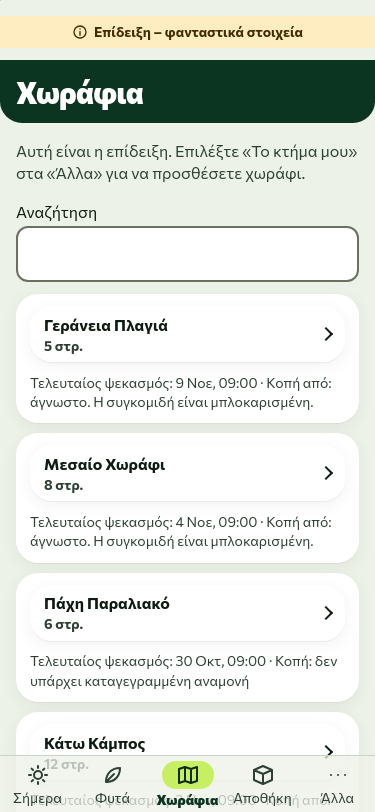 Επίδειξη – φανταστικά στοιχεία
Χωράφια
Αυτή είναι η επίδειξη. Επιλέξτε «Το κτήμα μου»
στα «Άλλα» για να προσθέσετε χωράφι.
Αναζήτηση
Γεράνεια Πλαγιά
5 στρ.
Τελευταίος ψεκασμός: 9 Νοε, 09:00 · Κοπή από:
άγνωστο. Η συγκομιδή είναι μπλοκαρισμένη.
Μεσαίο Χωράφι
8 στρ.
Τελευταίος ψεκασμός: 4 Νοε, 09:00 · Κοπή από:
άγνωστο. Η συγκομιδή είναι μπλοκαρισμένη.
Πάχη Παραλιακό
6 στρ.
Τελευταίος ψεκασμός: 30 Οκτ, 09:00 · Κοπή: δεν
υπάρχει καταγεγραμμένη αναμονή
Κάτω Κάμπος
12 στρ.
Σήμερα Φυτά Χωράφια Αποθήκη Άλλα